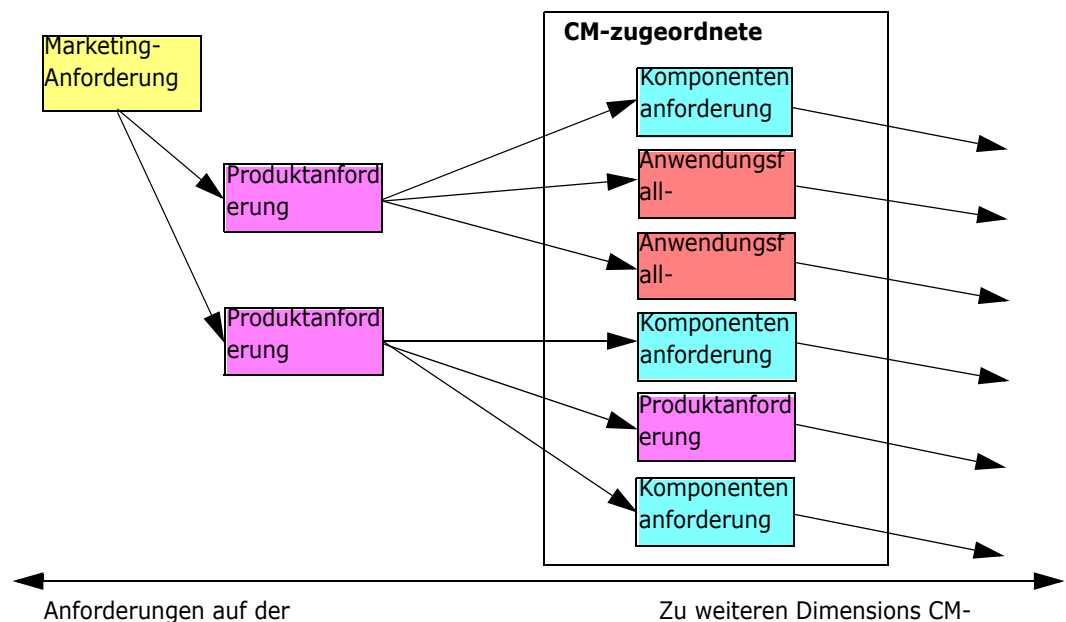 CM-zugeordnete
Marketing-
Anforderung
Komponenten
anforderung
Produktanford
erung
Anwendungsf
all-
Anwendungsf
all-
Produktanford
erung
Komponenten
anforderung
Produktanford
erung
Komponenten
anforderung
Anforderungen auf der
Zu weiteren Dimensions CM-